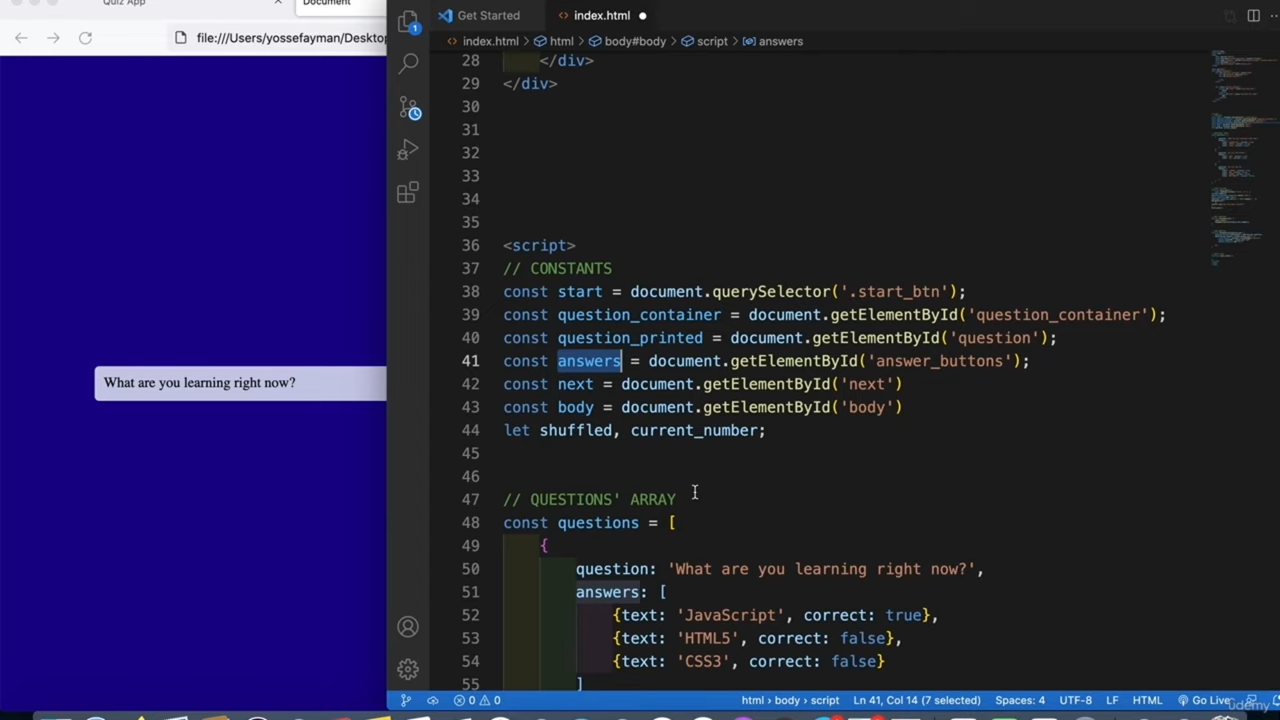 Quiz App
Document
file:///Users/yossefayman/Desktop
What are you learning right now?
Get Started
index.html
index.html > html > body#body > script > answers
28 </div>
29 </div>
30
31
32
33
34
35
36 <script>
37 // CONSTANTS
38 const start = document.querySelector('.start_btn');
39 const question_container = document.getElementById('question_container');
40 const question_printed = document.getElementById('question');
41 const answers = document.getElementById('answer_buttons');
42 const next = document.getElementById('next')
43 const body = document.getElementById('body')
44 let shuffled, current_number;
45
46
47 // QUESTIONS' ARRAY
48 const questions = [
49 {
50 question: 'What are you learning right now?',
51 answers: [
52 {text: 'JavaScript', correct: true},
53 {text: 'HTML5', correct: false},
54 {text: 'CSS3', correct: false}
55 ]
1
0 0 html > body > script Ln 41, Col 14 (7 selected) Spaces: 4 UTF-8 LF HTML Go Live
udemy